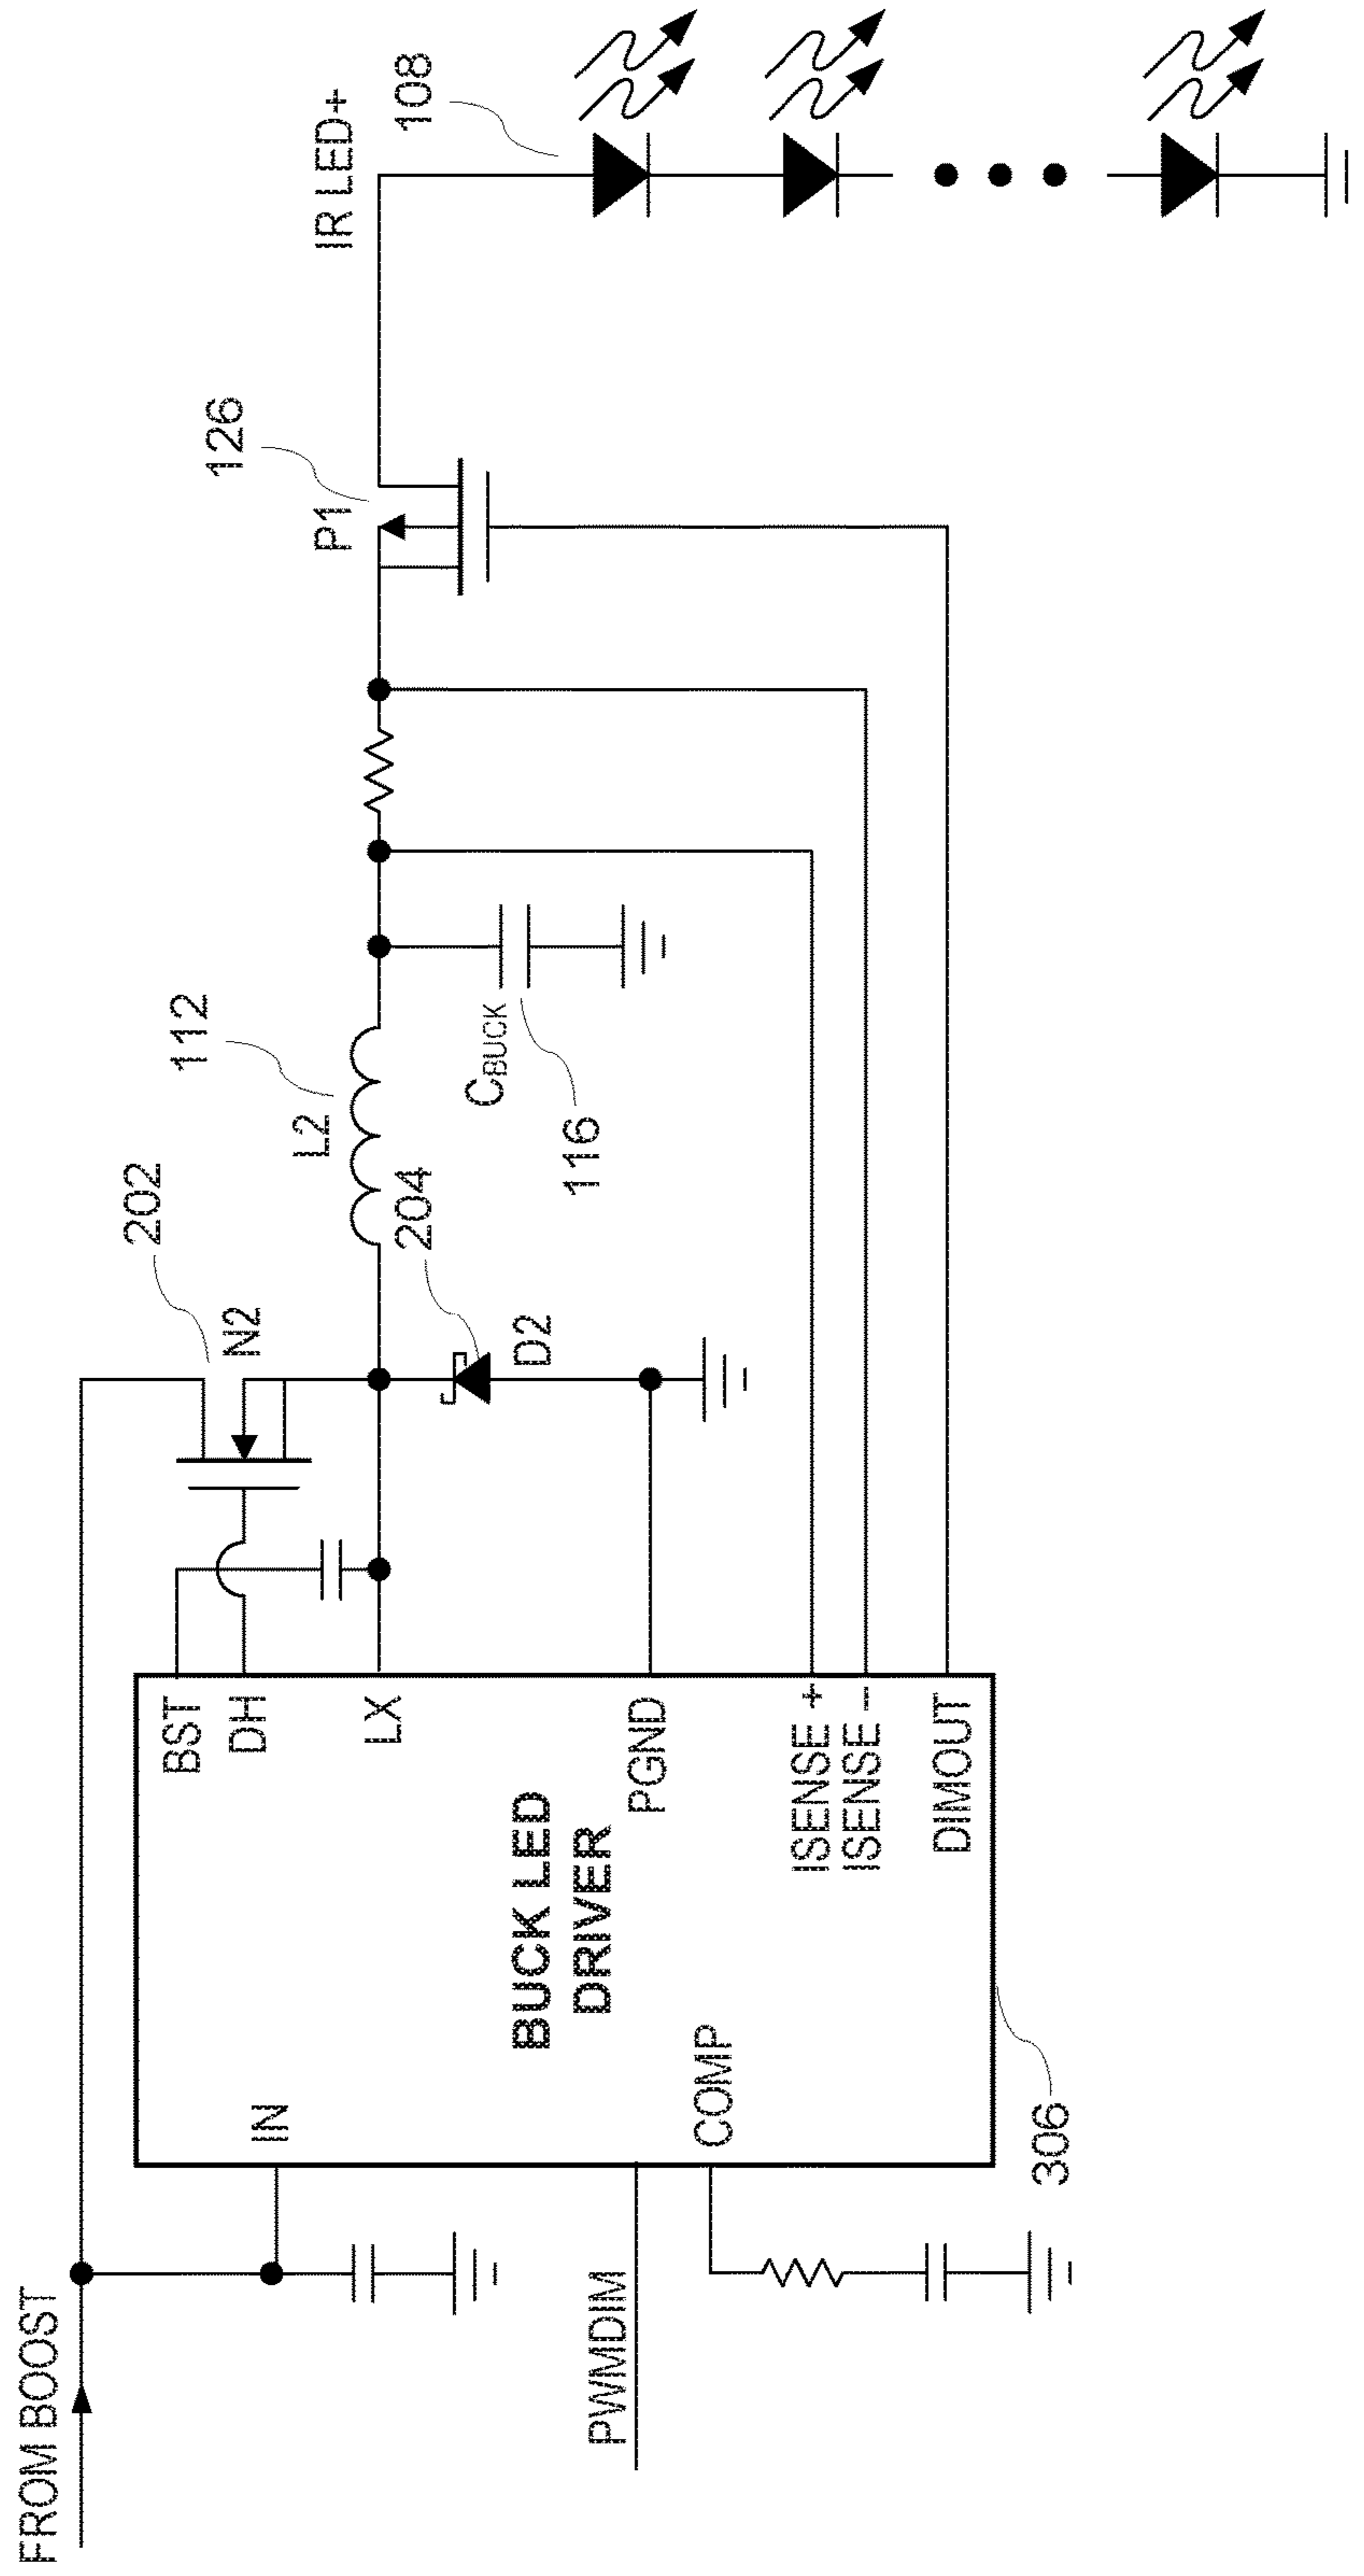 FROM BOOST
202
N2
112
L2
204
D2
116
CBUCK
126
P1
IR LED+
108
BST
DH
LX
IN
BUCK LED
DRIVER
PGND
PWMDIM
COMP
ISENSE +
ISENSE –
DIMOUT
306